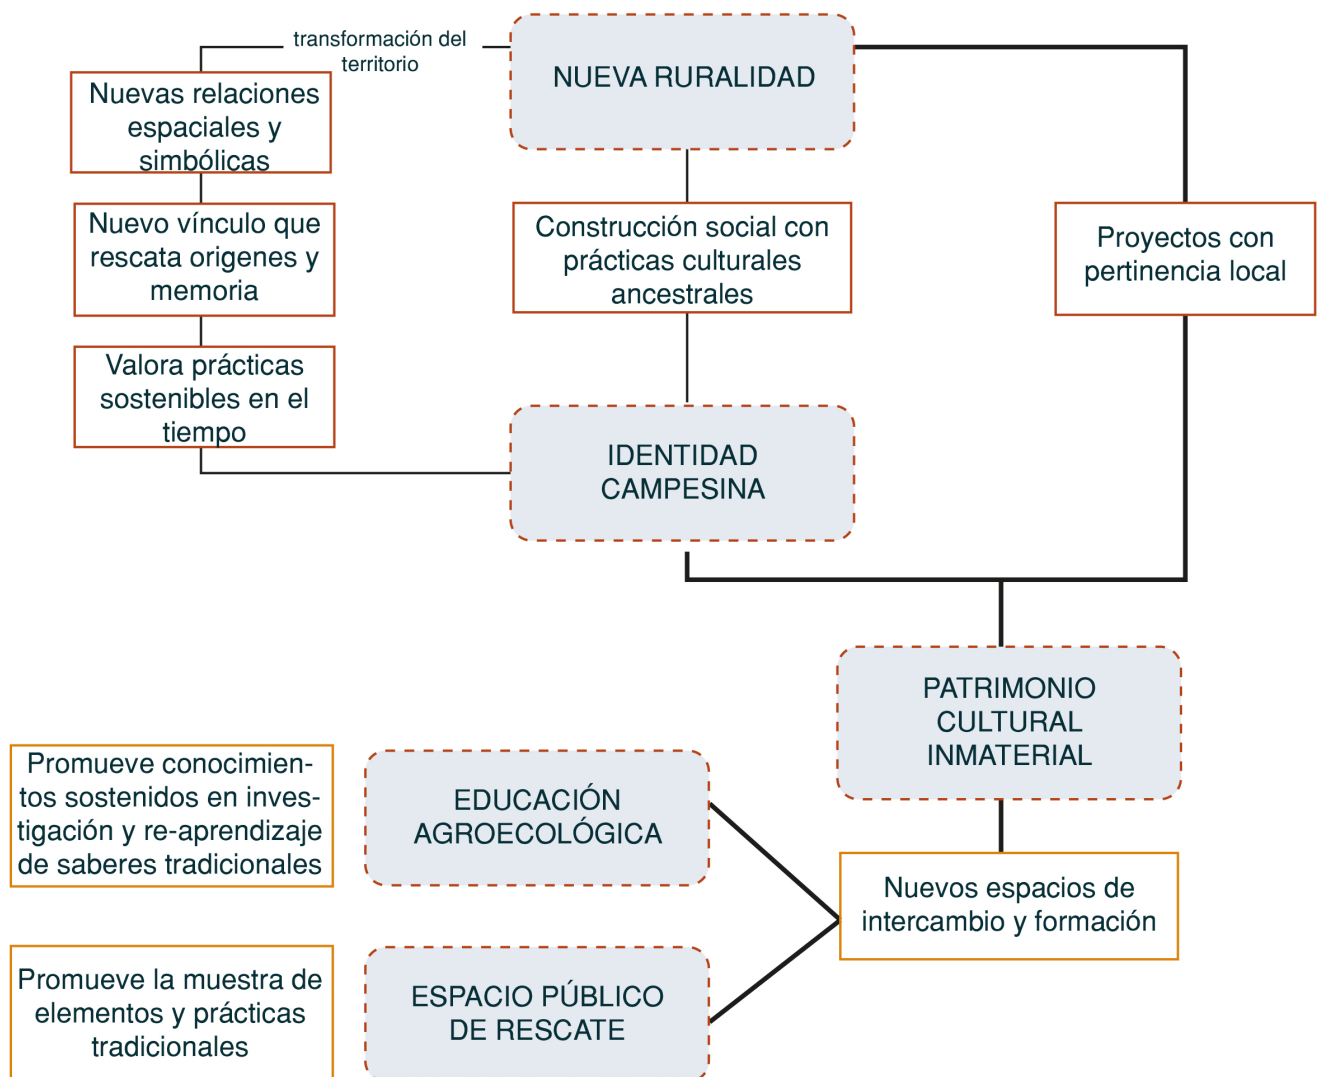 transformación del
territorio
NUEVA RURALIDAD
Nuevas relaciones
espaciales y
simbólicas
Nuevo vínculo que
rescata origenes y
memoria
Valora prácticas
sostenibles en el
tiempo
Construcción social con
prácticas culturales
ancestrales
Proyectos con
pertinencia local
IDENTIDAD
CAMPESINA
PATRIMONIO
CULTURAL
INMATERIAL
Nuevos espacios de
intercambio y formación
EDUCACIÓN
AGROECOLÓGICA
Promueve conocimien-
tos sostenidos en inves-
tigación y re-aprendizaje
de saberes tradicionales
ESPACIO PÚBLICO
DE RESCATE
Promueve la muestra de
elementos y prácticas
tradicionales